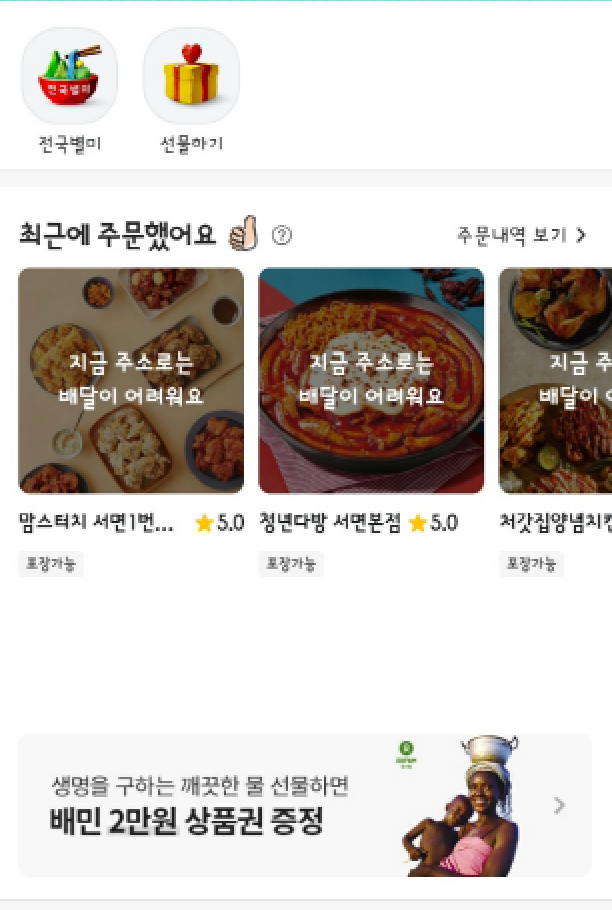 전국별미
전국별미
선물하기
최근에 주문했어요
주문내역 보기
지금 주소로는
배달이 어려워요
지금 주소로는
배달이 어려워요
지금 주
배달이 어
맘스터치 서면1번... 5.0
청년다방 서면본점 5.0
처갓집양념치킨
포장가능
포장가능
포장가능
생명을 구하는 깨끗한 물 선물하면
배민 2만원 상품권 증정